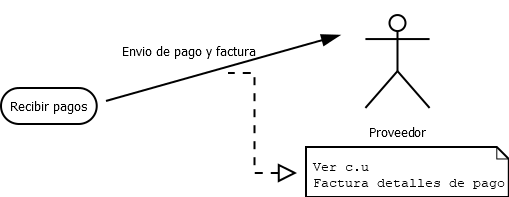 Envio de pago y factura
Recibir pagos
Proveedor
Ver c.u
Factura detalles de pago